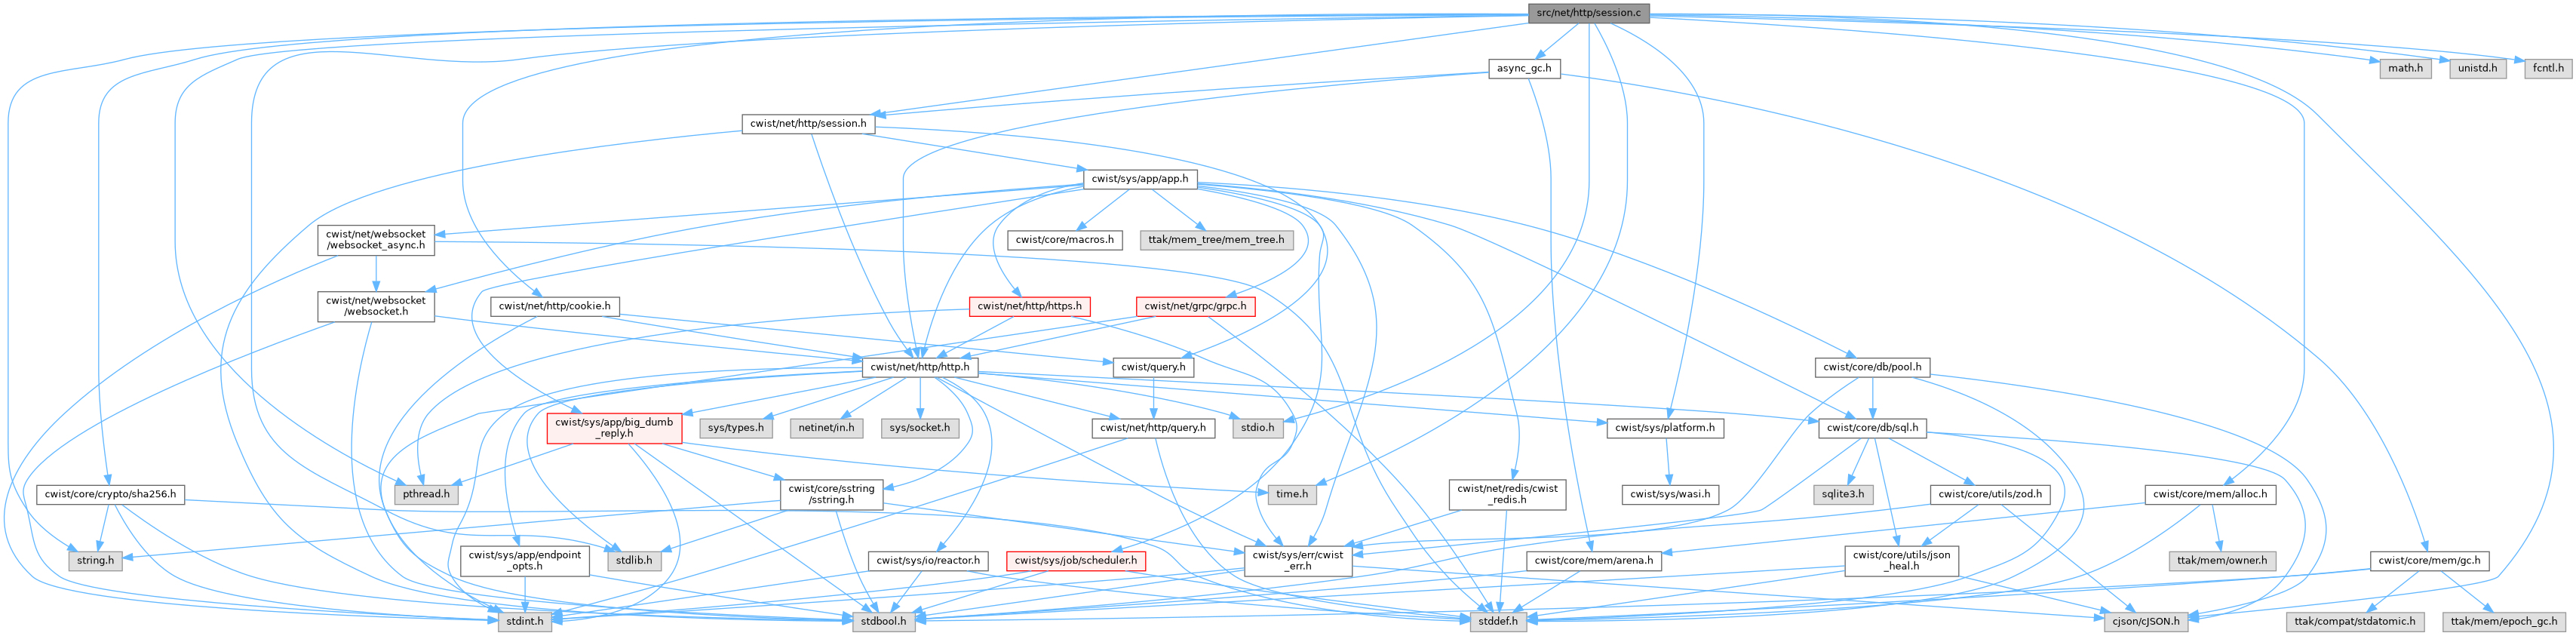 src/net/http/session.c
async_gc.h
math.h
unistd.h
fcntl.h
cwist/net/http/session.h
cwist/sys/app/app.h
cwist/net/websocket
/websocket_async.h
cwist/core/macros.h
ttak/mem_tree/mem_tree.h
cwist/net/websocket
/websocket.h
cwist/net/http/cookie.h
cwist/net/http/https.h
cwist/net/grpc/grpc.h
cwist/net/http/http.h
cwist/query.h
cwist/core/db/pool.h
cwist/sys/app/big_dumb
_reply.h
sys/types.h
netinet/in.h
sys/socket.h
cwist/net/http/query.h
stdio.h
cwist/sys/platform.h
cwist/core/db/sql.h
cwist/core/crypto/sha256.h
pthread.h
cwist/core/sstring
/sstring.h
time.h
cwist/net/redis/cwist
_redis.h
cwist/sys/wasi.h
sqlite3.h
cwist/core/utils/zod.h
cwist/core/mem/alloc.h
string.h
cwist/sys/app/endpoint
_opts.h
stdlib.h
cwist/sys/io/reactor.h
cwist/sys/job/scheduler.h
cwist/sys/err/cwist
_err.h
cwist/core/mem/arena.h
cwist/core/utils/json
_heal.h
ttak/mem/owner.h
cwist/core/mem/gc.h
stdint.h
stdbool.h
stddef.h
cjson/cJSON.h
ttak/compat/stdatomic.h
ttak/mem/epoch_gc.h